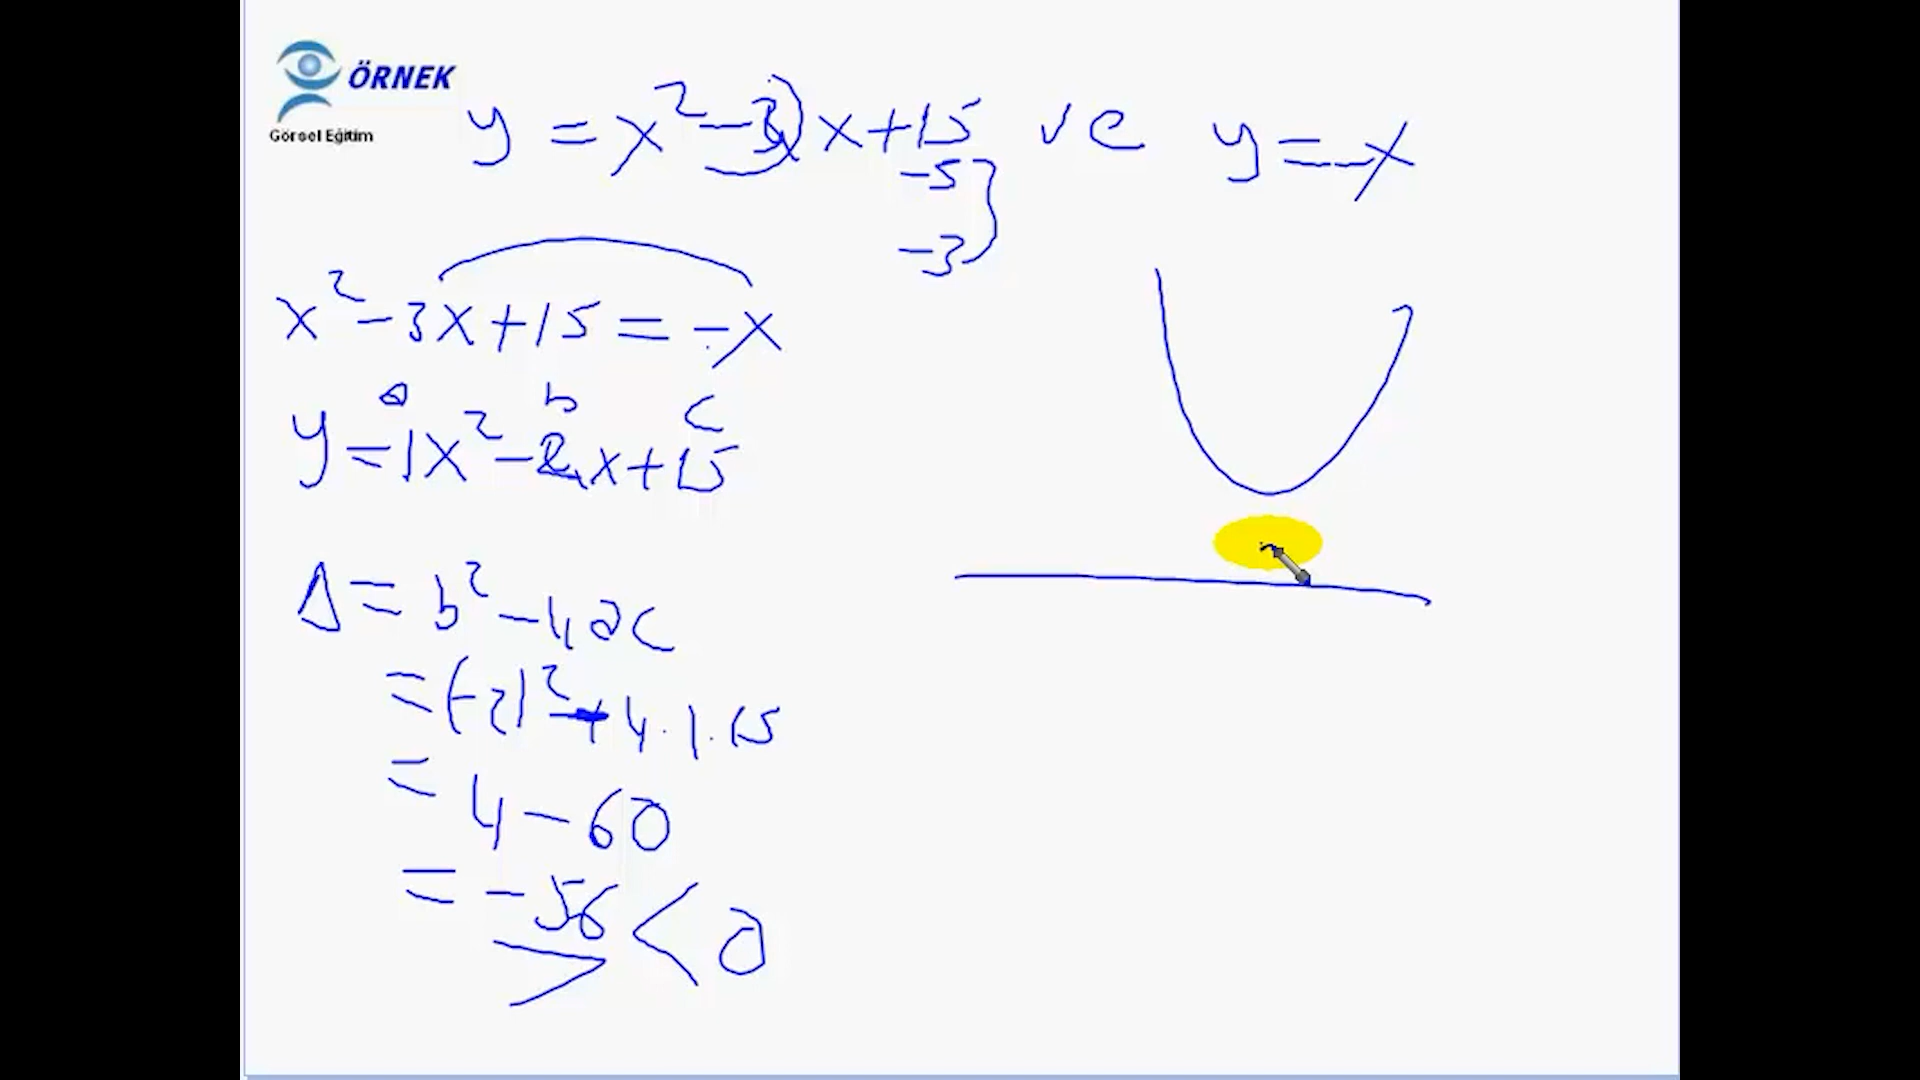 ÖRNEK
Görsel Eğitim
y = x² - 3x + 15 ve y = -x
-5
-3
x² - 3x + 15 = -x
a b c
y = 1x² - 2x + 15
Δ = b² - 4ac
= (-2)² - 4.1.15
= 4 - 60
= -56 < 0